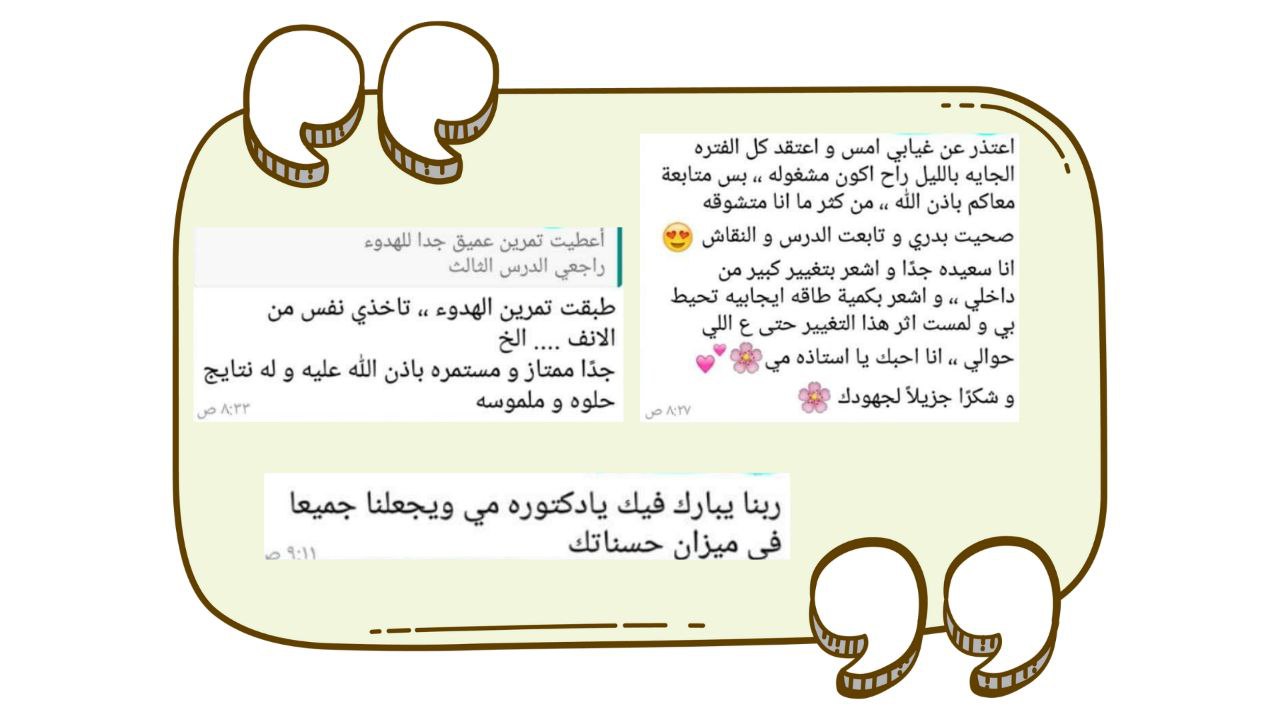 اعتذر عن غيابي امس و اعتقد كل الفتره
الجايه بالليل راح اكون مشغوله ،، بس متابعة
معاكم باذن الله ،، من كثر ما انا متشوقه
صحيت بدري و تابعت الدرس و النقاش 😍
انا سعيده جدًا و اشعر بتغيير كبير من
داخلي ،، و اشعر بكمية طاقه ايجابيه تحيط
بي و لمست اثر هذا التغيير حتى ع اللي
حوالي ،، انا احبك يا استاذه مي🌸💕
و شكرًا جزيلاً لجهودك 🌸
٨:٢٧ ص
أعطيت تمرين عميق جدا للهدوء
راجعي الدرس الثالث
طبقت تمرين الهدوء ،، تاخذي نفس من
الانف .... الخ
جدًا ممتاز و مستمره باذن الله عليه و له نتايج
حلوه و ملموسه
٨:٣٣ ص
ربنا يبارك فيك يادكتوره مي ويجعلنا جميعا
في ميزان حسناتك
٩:١١ ص